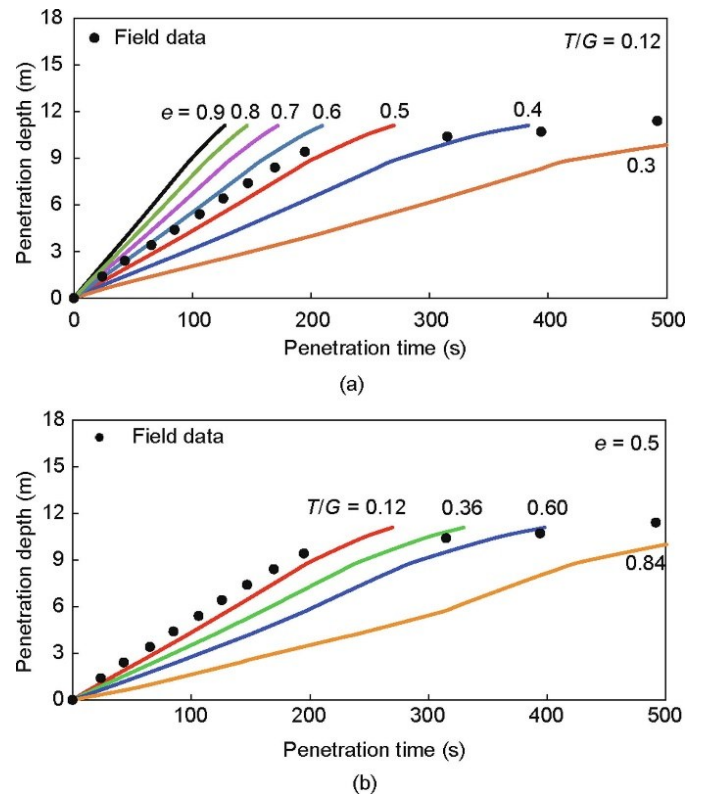 18
Field data
T/G = 0.12
15
12
e = 0.9 0.8 0.7 0.6 0.5 0.4
9
6
0.3
3
0
Penetration depth (m)
0 100 200 300 400 500
Penetration time (s)
(a)
18
Field data
e = 0.5
15
T/G = 0.12 0.36 0.60
12
9
0.84
6
3
0
Penetration depth (m)
100 200 300 400 500
Penetration time (s)
(b)